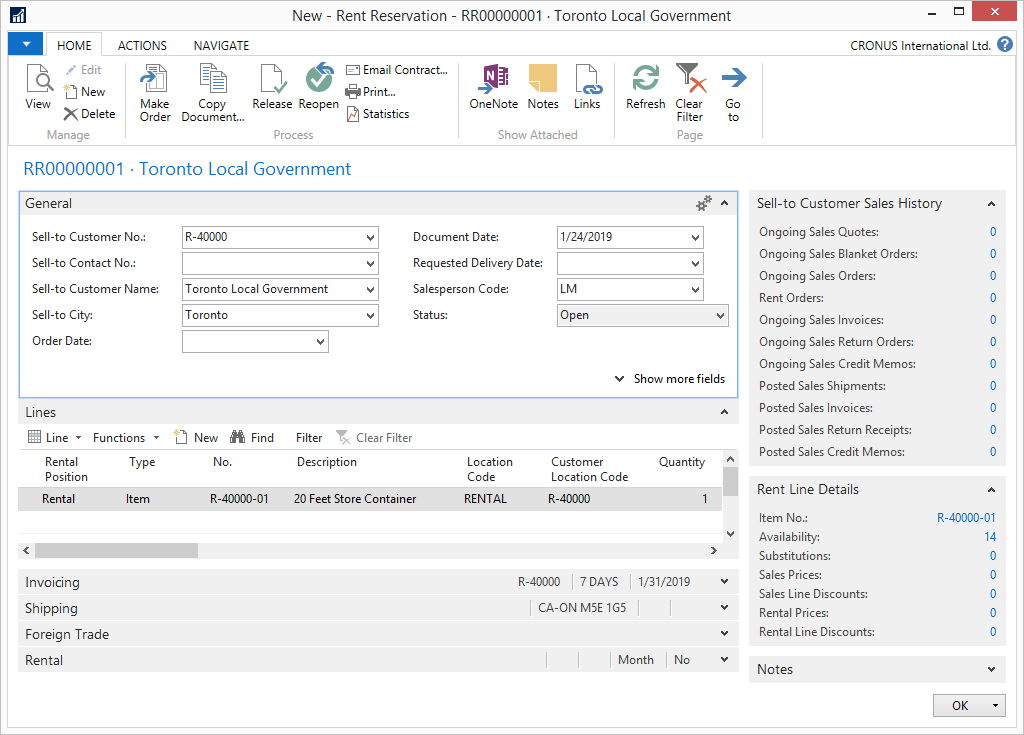 New - Rent Reservation - RR00000001 · Toronto Local Government
HOME ACTIONS NAVIGATE
CRONUS International Ltd. ?
View
Edit
New
Delete
Manage
Make Order
Copy Document...
Release
Reopen
Email Contract...
Print...
Statistics
Process
OneNote
Notes
Links
Show Attached
Refresh
Clear Filter
Go to
Page
RR00000001 · Toronto Local Government
General
Sell-to Customer No.: R-40000
Sell-to Contact No.:
Sell-to Customer Name: Toronto Local Government
Sell-to City: Toronto
Order Date:
Document Date: 1/24/2019
Requested Delivery Date:
Salesperson Code: LM
Status: Open
Show more fields
Lines
Line Functions New Find Filter Clear Filter
Rental Position Type No. Description Location Code Customer Location Code Quantity
Rental Item R-40000-01 20 Feet Store Container RENTAL R-40000 1
Invoicing R-40000 7 DAYS 1/31/2019
Shipping CA-ON M5E 1G5
Foreign Trade
Rental Month No
Sell-to Customer Sales History
Ongoing Sales Quotes: 0
Ongoing Sales Blanket Orders: 0
Ongoing Sales Orders: 0
Rent Orders: 0
Ongoing Sales Invoices: 0
Ongoing Sales Return Orders: 0
Ongoing Sales Credit Memos: 0
Posted Sales Shipments: 0
Posted Sales Invoices: 0
Posted Sales Return Receipts: 0
Posted Sales Credit Memos: 0
Rent Line Details
Item No.: R-40000-01
Availability: 14
Substitutions: 0
Sales Prices: 0
Sales Line Discounts: 0
Rental Prices: 0
Rental Line Discounts: 0
Notes
OK